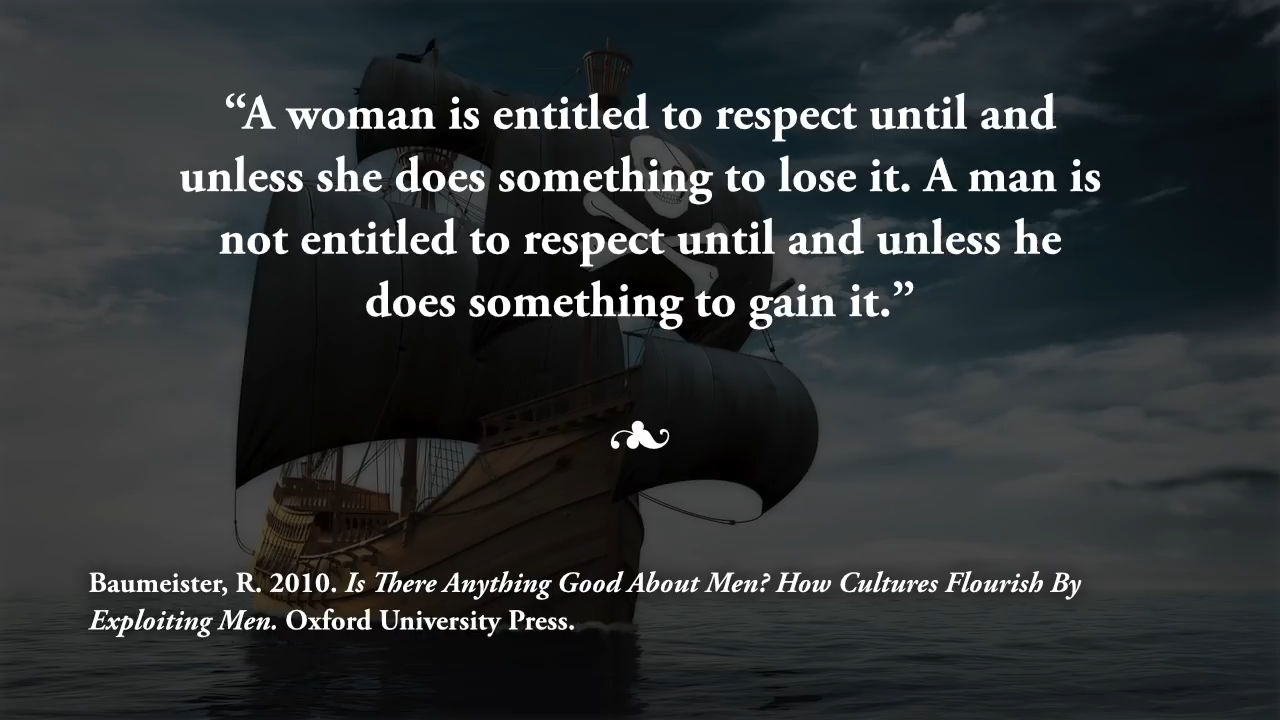 “A woman is entitled to respect until and
unless she does something to lose it. A man is
not entitled to respect until and unless he
does something to gain it.”
Baumeister, R. 2010. Is There Anything Good About Men? How Cultures Flourish By
Exploiting Men. Oxford University Press.